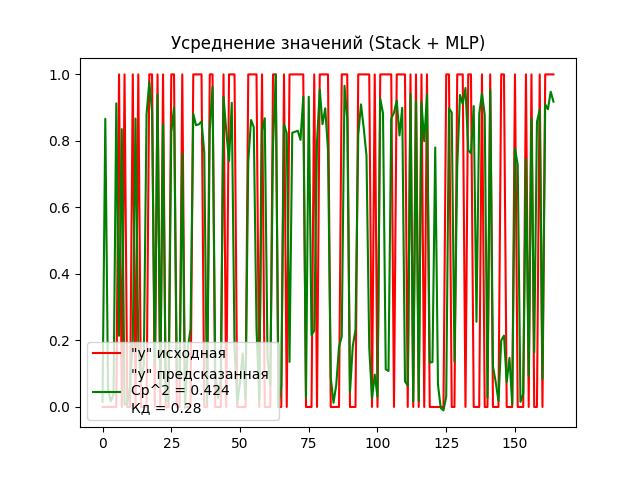 Усреднение значений (Stack + MLP)
1.0
0.8
0.6
0.4
0.2
0.0
"y" исходная
"y" предсказанная
Ср^2 = 0.424
Кд = 0.28
0 25 50 75 100 125 150